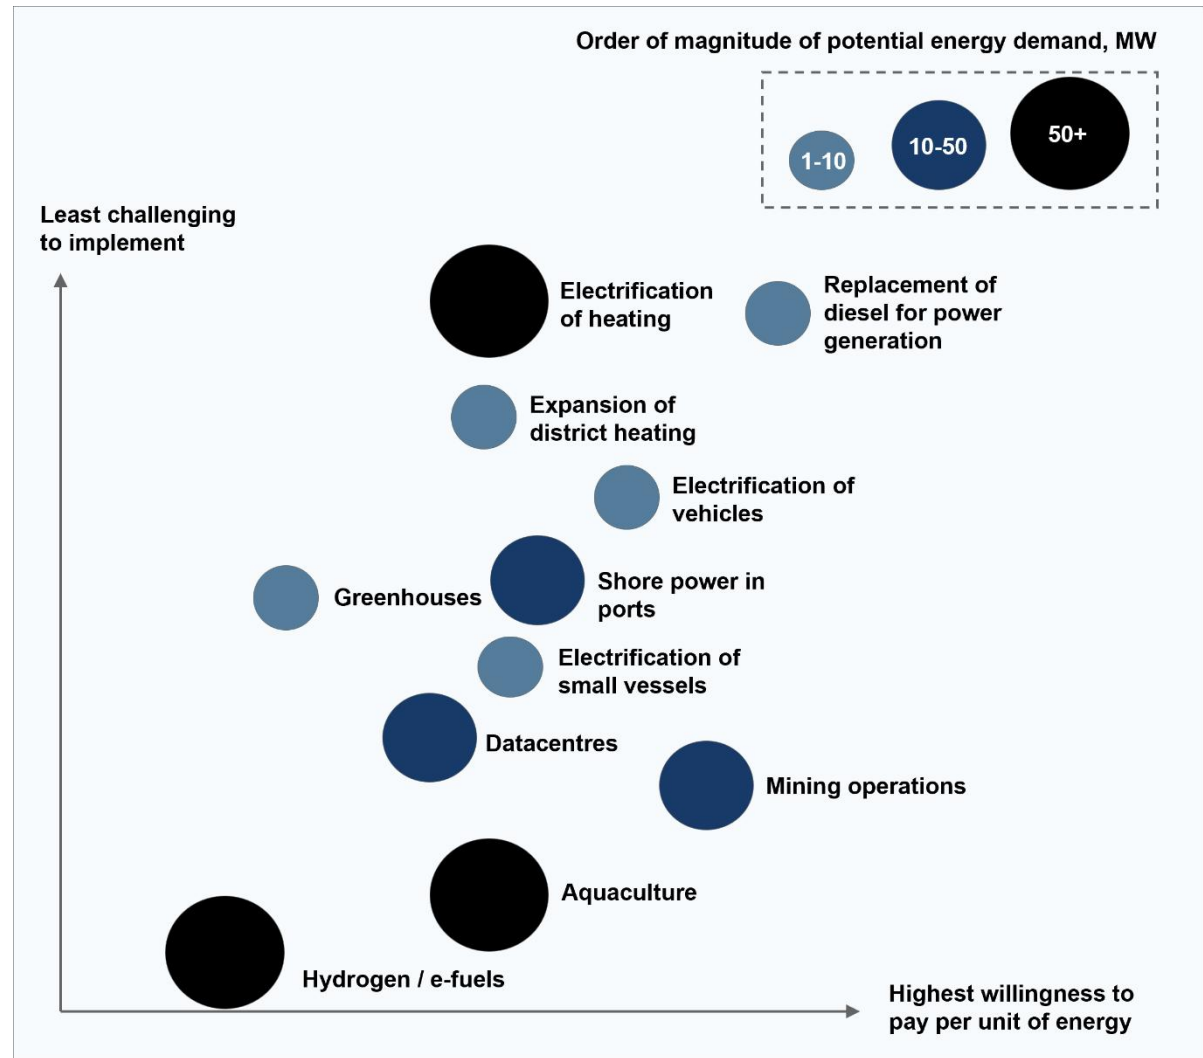 Order of magnitude of potential energy demand, MW
1-10
10-50
50+
Least challenging
to implement
Electrification
of heating
Replacement of
diesel for power
generation
Expansion of
district heating
Electrification of
vehicles
Greenhouses
Shore power in
ports
Electrification of
small vessels
Datacentres
Mining operations
Aquaculture
Hydrogen / e-fuels
Highest willingness to
pay per unit of energy